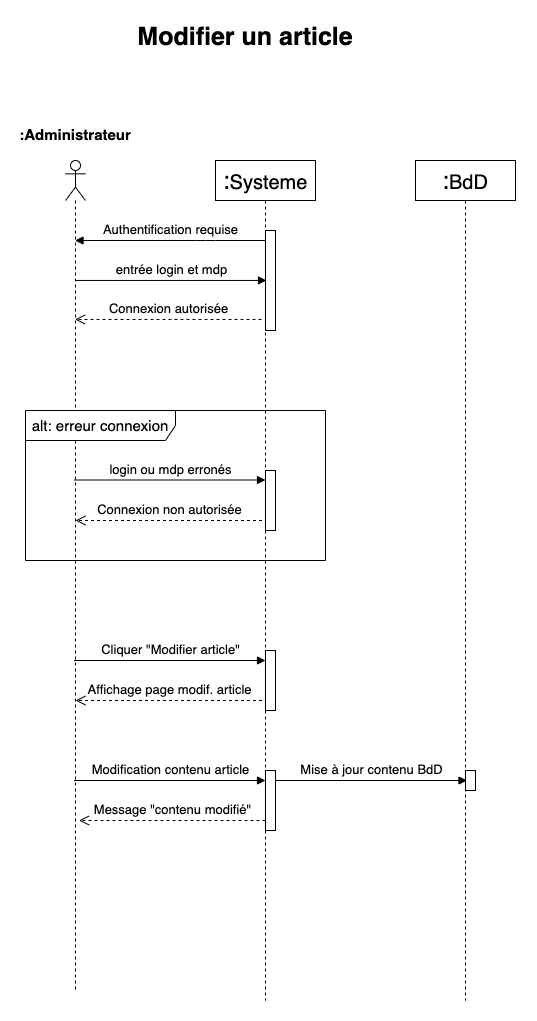 Modifier un article
:Administrateur
:Systeme
:BdD
Authentification requise
entrée login et mdp
Connexion autorisée
alt: erreur connexion
login ou mdp erronés
Connexion non autorisée
Cliquer "Modifier article"
Affichage page modif. article
Modification contenu article
Mise à jour contenu BdD
Message "contenu modifié"